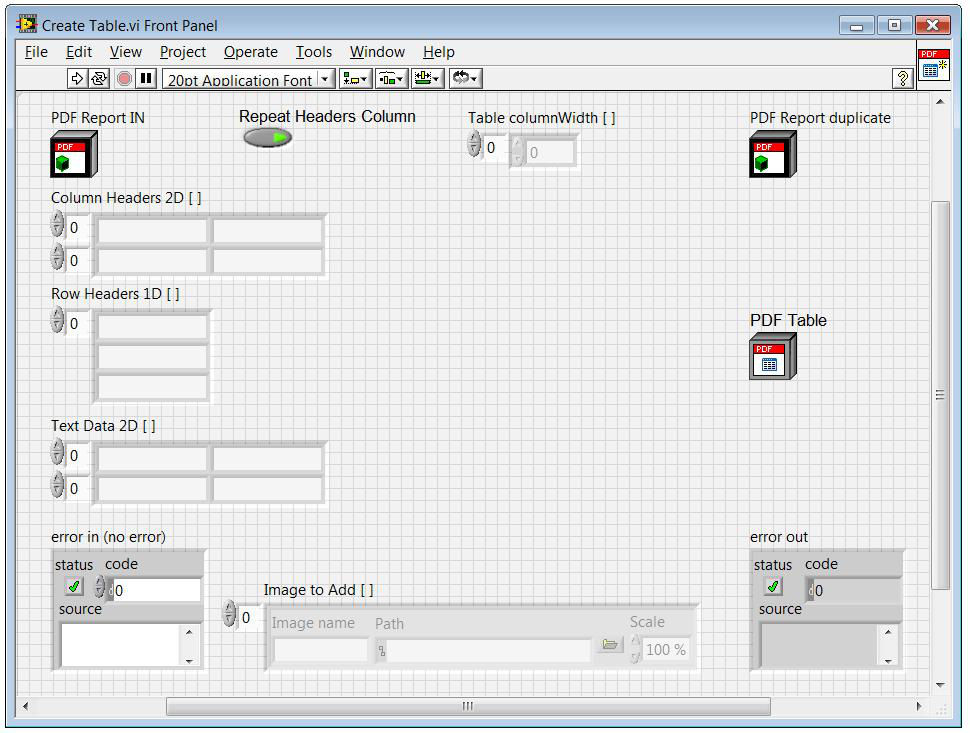 Create Table.vi Front Panel
File Edit View Project Operate Tools Window Help
20pt Application Font
?
PDF
PDF Report IN
PDF
Repeat Headers Column
Table columnWidth [ ]
0
0
PDF Report duplicate
PDF
Column Headers 2D [ ]
0
0
Row Headers 1D [ ]
0
PDF Table
PDF
Text Data 2D [ ]
0
0
error in (no error)
status code
d0
source
Image to Add [ ]
0
Image name Path Scale
100 %
error out
status code
d0
source